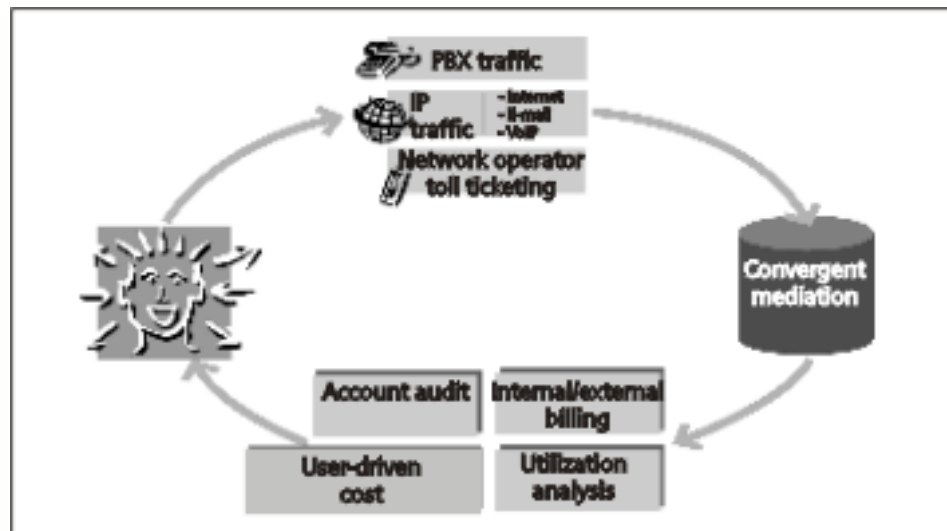 PBX traffic
IP
traffic
- Internet
- E-mail
- VoIP
Network operator
toll ticketing
Convergent
mediation
Account audit
Internal/external
billing
User-driven
cost
Utilization
analysis